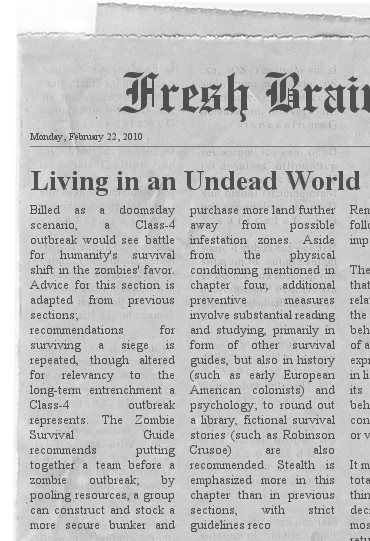 Fresh Brain
Monday, February 22, 2010
Living in an Undead World
Billed as a doomsday
scenario, a Class-4
outbreak would see battle
for humanity's survival
shift in the zombies' favor.
Advice for this section is
adapted from previous
sections;
recommendations for
surviving a siege is
repeated, though altered
for relevancy to the
long-term entrenchment a
Class-4 outbreak
represents. The Zombie
Survival Guide
recommends putting
together a team before a
zombie outbreak; by
pooling resources, a group
can construct and stock a
more secure bunker and
purchase more land further
away from possible
infestation zones. Aside
from the physical
conditioning mentioned in
chapter four, additional
preventive measures
involve substantial reading
and studying, primarily in
form of other survival
guides, but also in history
(such as early European
American colonists) and
psychology; to round out
a library, fictional survival
stories (such as Robinson
Crusoe) are also
recommended. Stealth is
emphasized more in this
chapter than in previous
sections, with strict
guidelines reco
Rem
follo
imp
The
that
rela
the
beh
of a
expr
in li
its
beh
con
or v
It m
tota
thin
deci
mos
retu